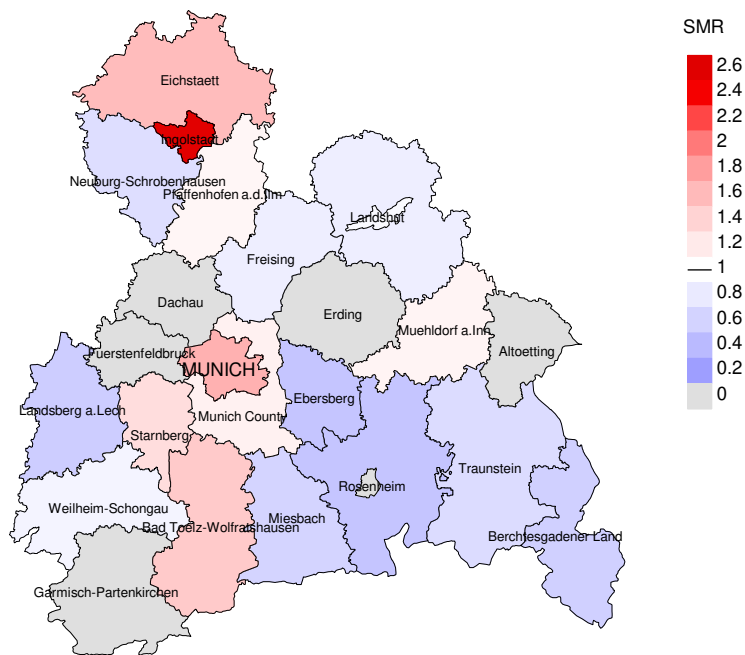 SMR
2.6
2.4
2.2
2
1.8
1.6
1.4
1.2
1
0.8
0.6
0.4
0.2
0
Eichstaett
Ingolstadt
Neuburg-Schrobenhausen
Pfaffenhofen a.d.Ilm
Landshut
Freising
Dachau
Erding
Muehldorf a.Inn
Altoetting
Fuerstenfeldbruck
MUNICH
Ebersberg
Landsberg a.Lech
Munich County
Starnberg
Traunstein
Rosenheim
Weilheim-Schongau
Miesbach
Bad Toelz-Wolfratshausen
Berchtesgadener Land
Garmisch-Partenkirchen